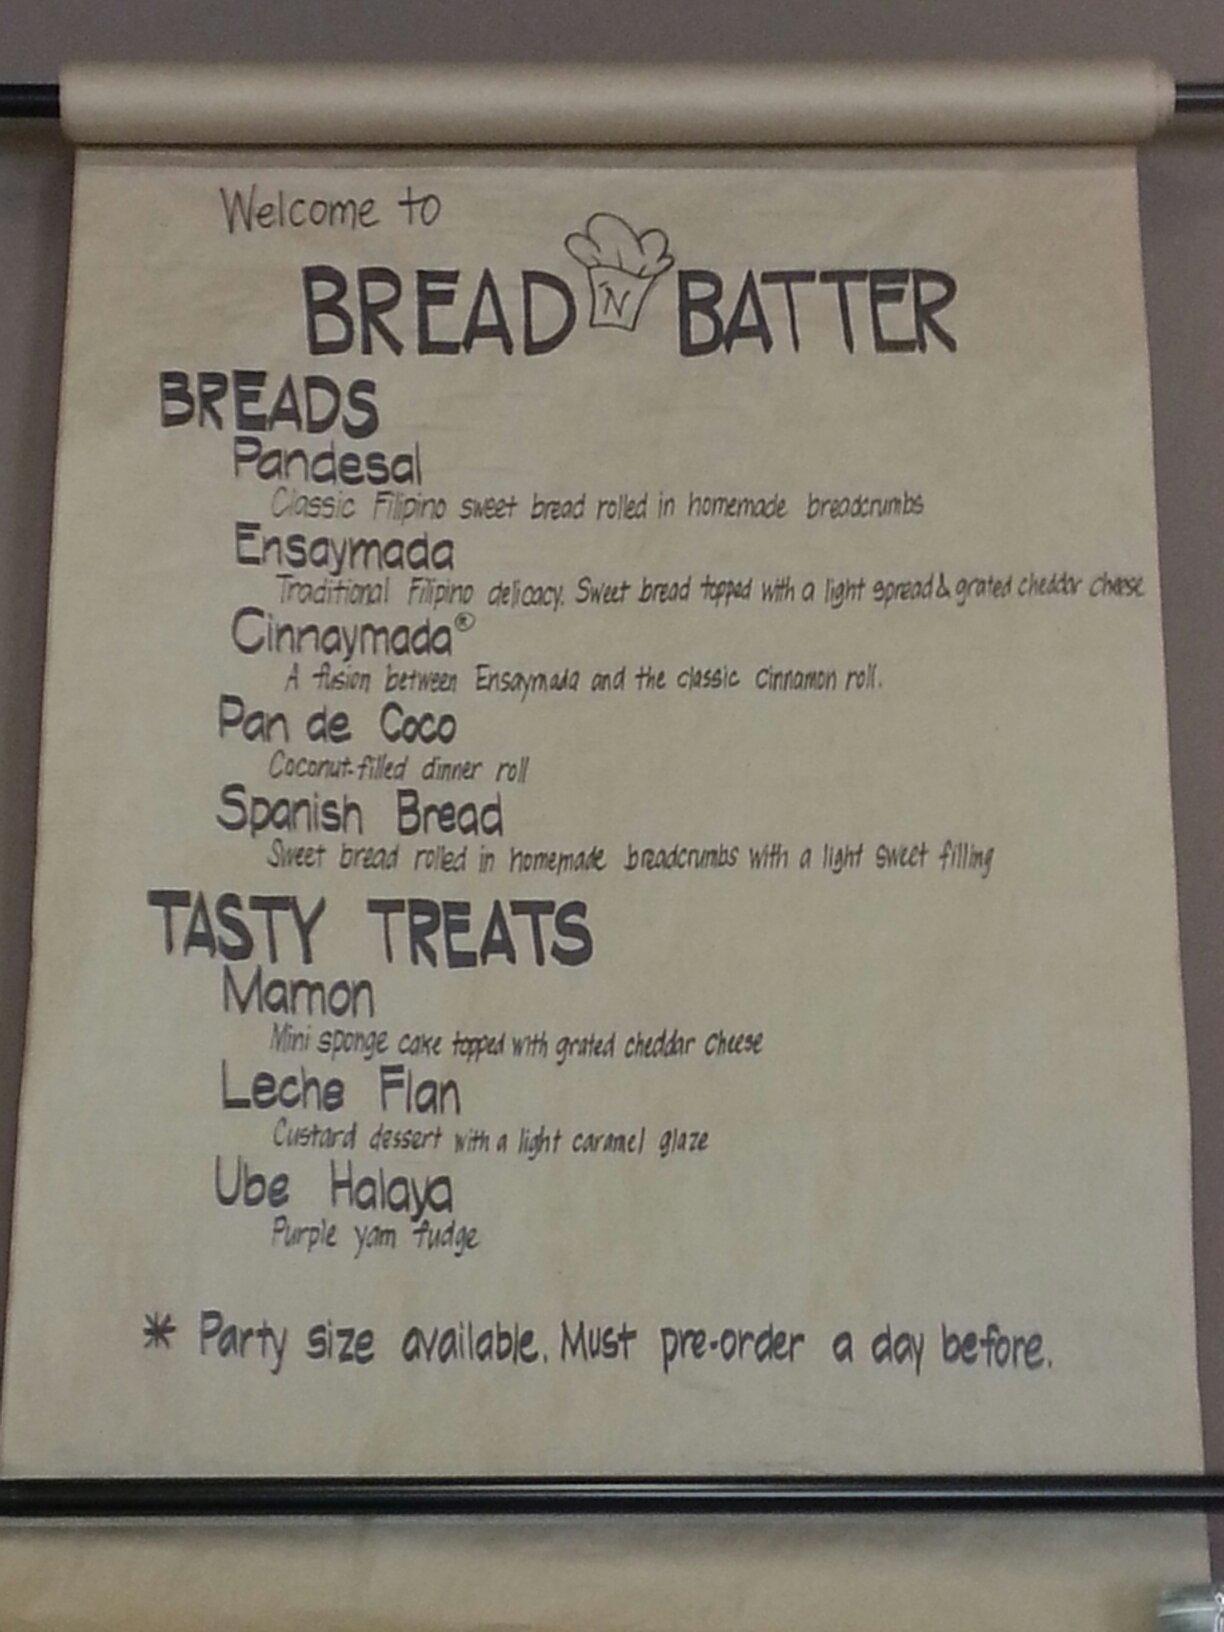 Welcome to
BREAD 'N BATTER
BREADS
Pandesal
Classic Filipino sweet bread rolled in homemade breadcrumbs
Ensaymada
Traditional Filipino delicacy. Sweet bread topped with a light spread & grated cheddar cheese
Cinnaymada®
A fusion between Ensaymada and the classic cinnamon roll.
Pan de Coco
Coconut-filled dinner roll
Spanish Bread
Sweet bread rolled in homemade breadcrumbs with a light sweet filling
TASTY TREATS
Mamon
Mini sponge cake topped with grated cheddar cheese
Leche Flan
Custard dessert with a light caramel glaze
Ube Halaya
Purple yam fudge
* Party size available. Must pre-order a day before.